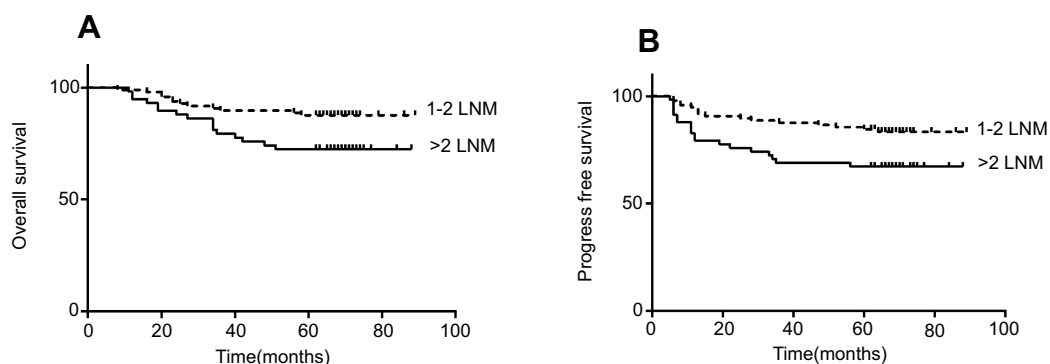 A
Overall survival
100
50
0
1-2 LNM
>2 LNM
0 20 40 60 80 100
Time(months)
B
Progress free survival
100
50
0
1-2 LNM
>2 LNM
0 20 40 60 80 100
Time(months)